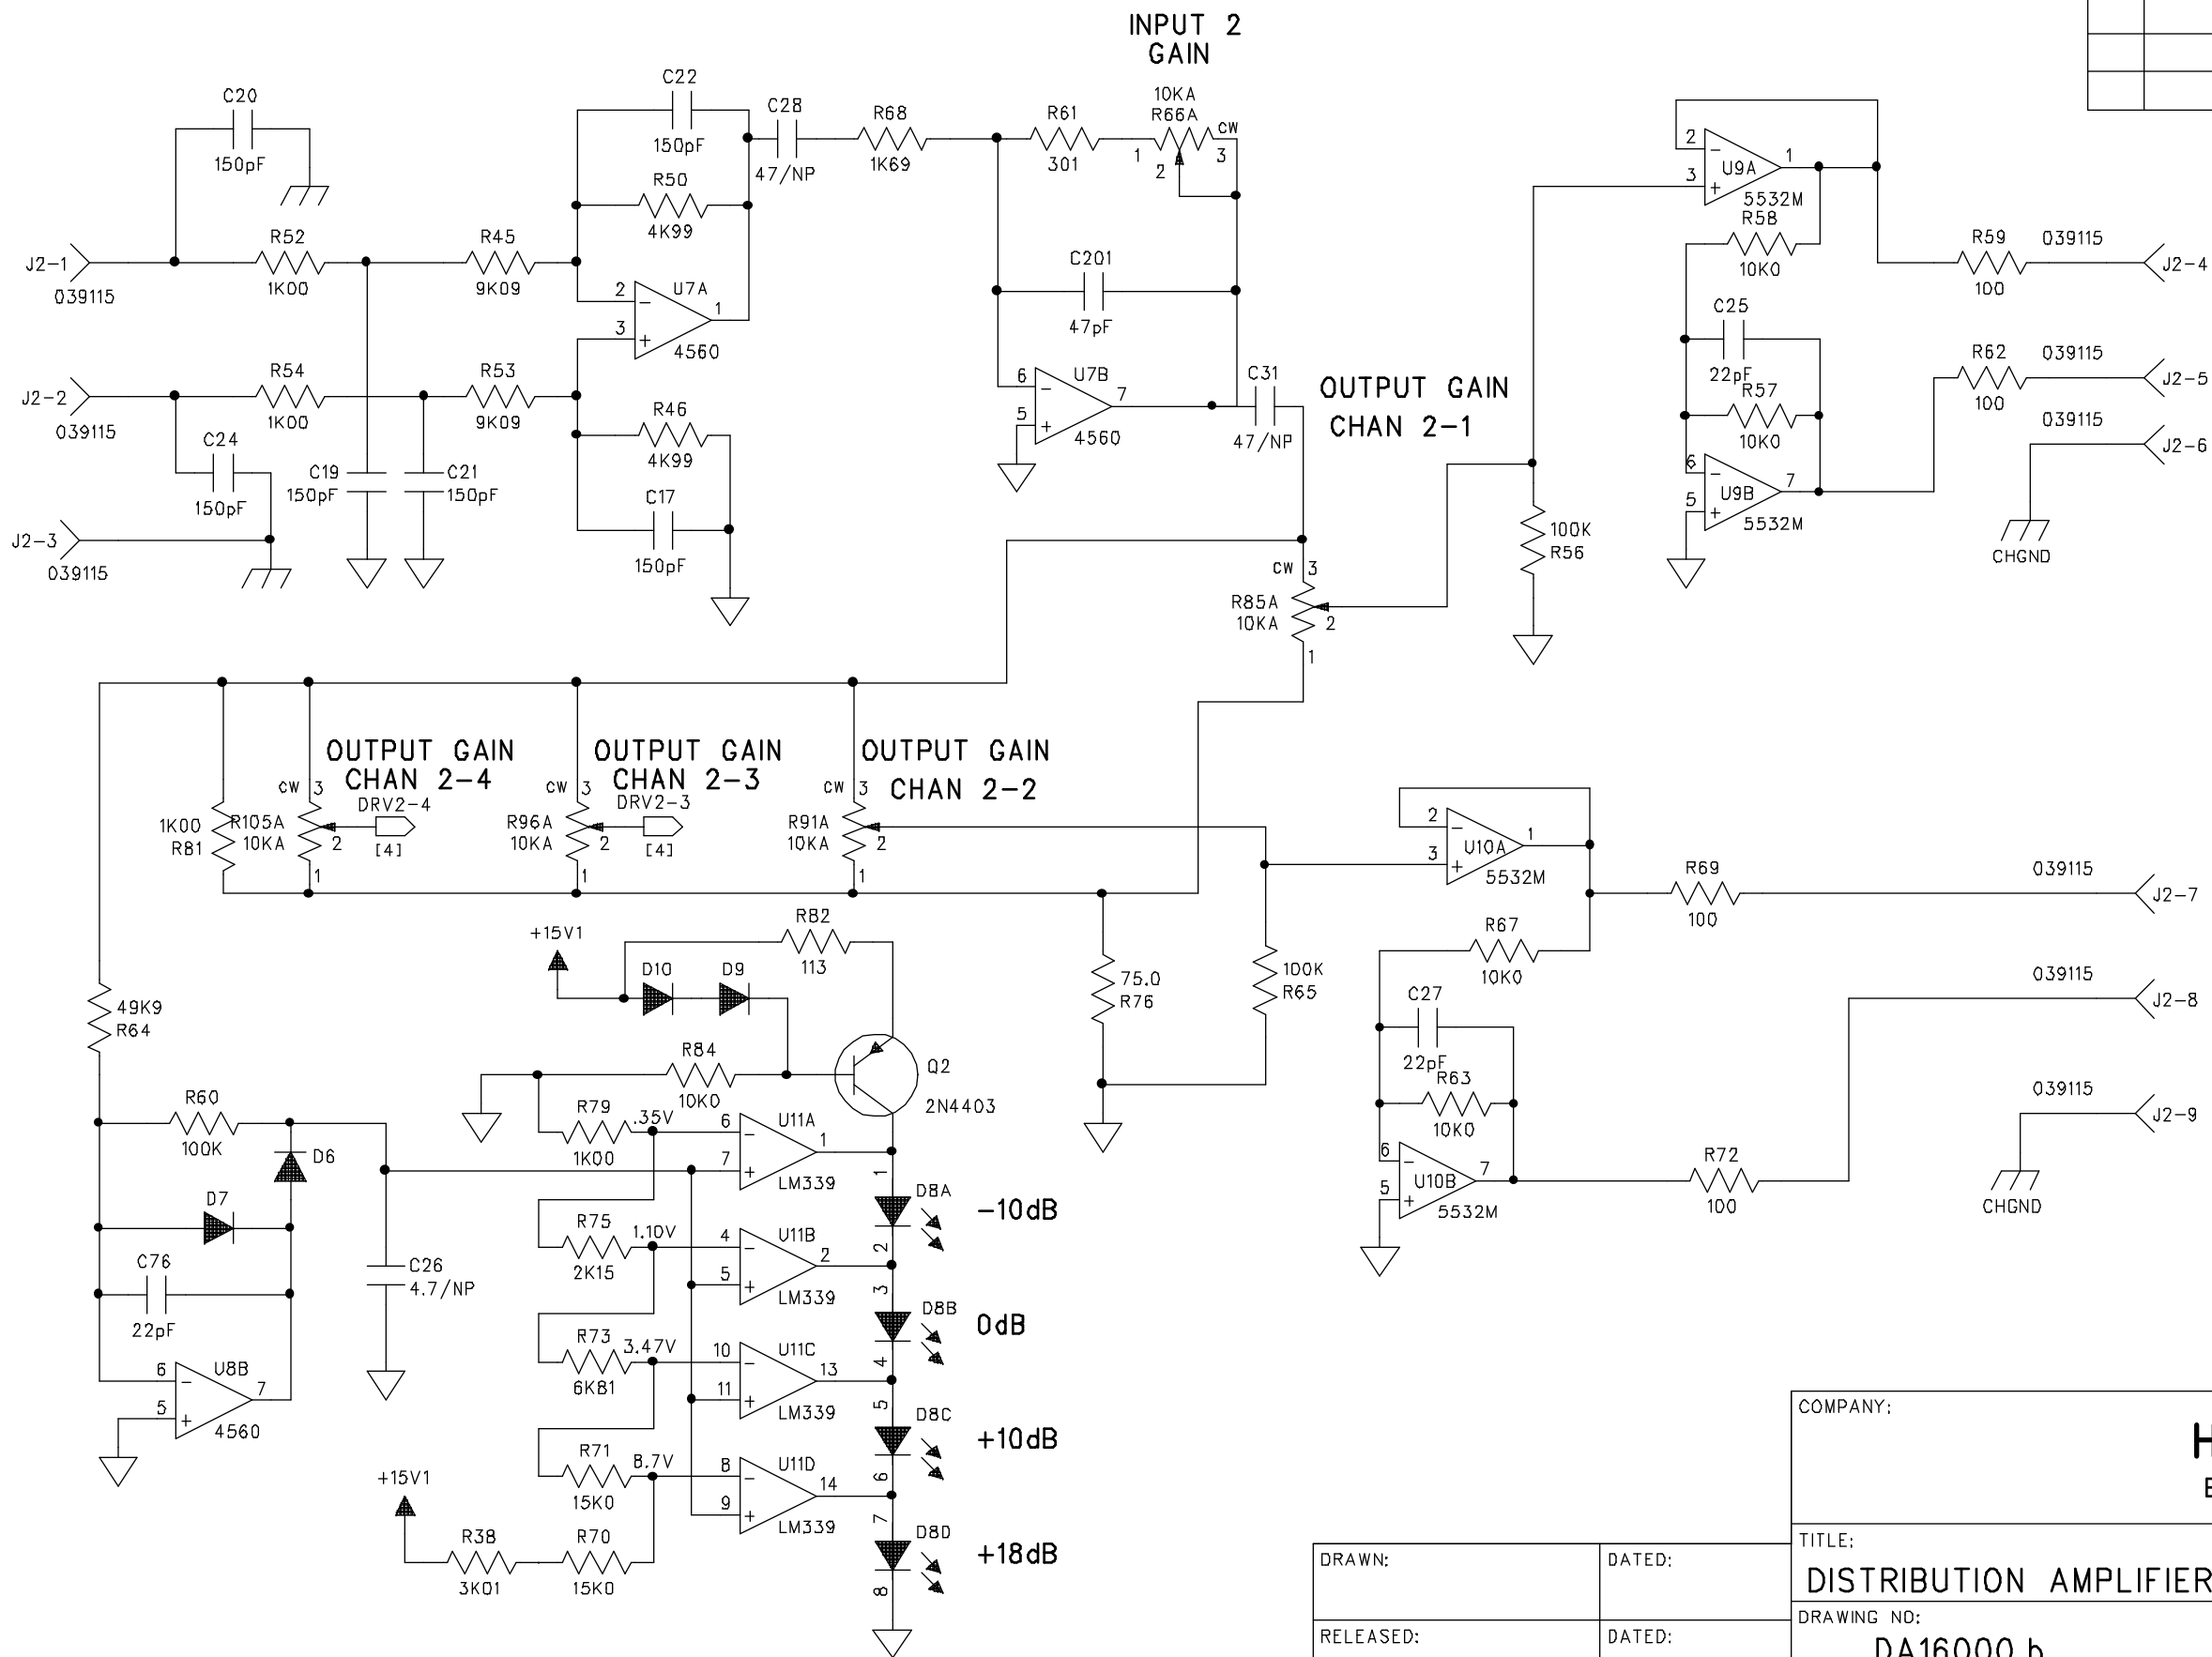 INPUT 2
GAIN
C20
150pF
C22
150pF
C28
47/NP
R68
1K69
R61
301
10KA
R66A
CW
1
2
3
R50
4K99
J2-1
039115
R52
1K00
R45
9K09
U7A
2
3
1
4560
C201
47pF
J2-2
039115
R54
1K00
R53
9K09
R46
4K99
C24
150pF
C19
150pF
C21
150pF
C17
150pF
J2-3
039115
U7B
6
5
7
4560
C31
47/NP
OUTPUT GAIN
CHAN 2-1
2
3
U9A
1
5532M
R58
10K0
C25
22pF
R57
10K0
6
5
U9B
7
5532M
R59
100
039115
J2-4
R62
100
039115
J2-5
039115
J2-6
CHGND
100K
R56
CW 3
R85A
10KA
2
1
OUTPUT GAIN
CHAN 2-4
CW 3
DRV2-4
[4]
1K00
R81
R105A
10KA
2
1
OUTPUT GAIN
CHAN 2-3
CW 3
DRV2-3
[4]
R96A
10KA
2
1
OUTPUT GAIN
CHAN 2-2
CW 3
R91A
10KA
2
1
2
3
U10A
1
5532M
R69
100
039115
J2-7
R67
10K0
C27
22pF
R63
10K0
6
5
U10B
7
5532M
R72
100
039115
J2-8
039115
J2-9
CHGND
+15V1
R82
113
D10
D9
75.0
R76
100K
R65
49K9
R64
R84
10K0
Q2
2N4403
R60
100K
D6
D7
C76
22pF
C26
4.7/NP
U8B
6
5
7
4560
R79
1K00
.35V
6
7
U11A
1
LM339
1
D8A
2
-10dB
R75
2K15
1.10V
4
5
U11B
2
LM339
3
D8B
4
0dB
R73
6K81
3.47V
10
11
U11C
13
LM339
5
D8C
6
+10dB
R71
15K0
8.7V
8
9
U11D
14
LM339
7
D8D
8
+18dB
+15V1
R38
3K01
R70
15K0
COMPANY:
TITLE:
DISTRIBUTION AMPLIFIER
DRAWING NO:
DA16000.b
DRAWN:
DATED:
RELEASED:
DATED: